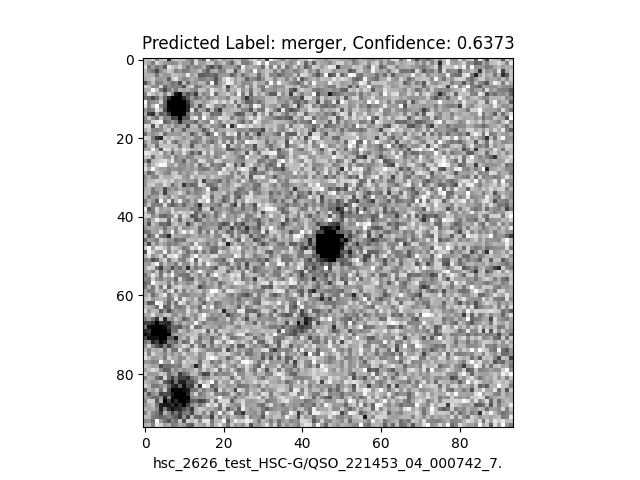 Predicted Label: merger, Confidence: 0.6373
0
20
40
60
80
0 20 40 60 80
hsc_2626_test_HSC-G/QSO_221453_04_000742_7.